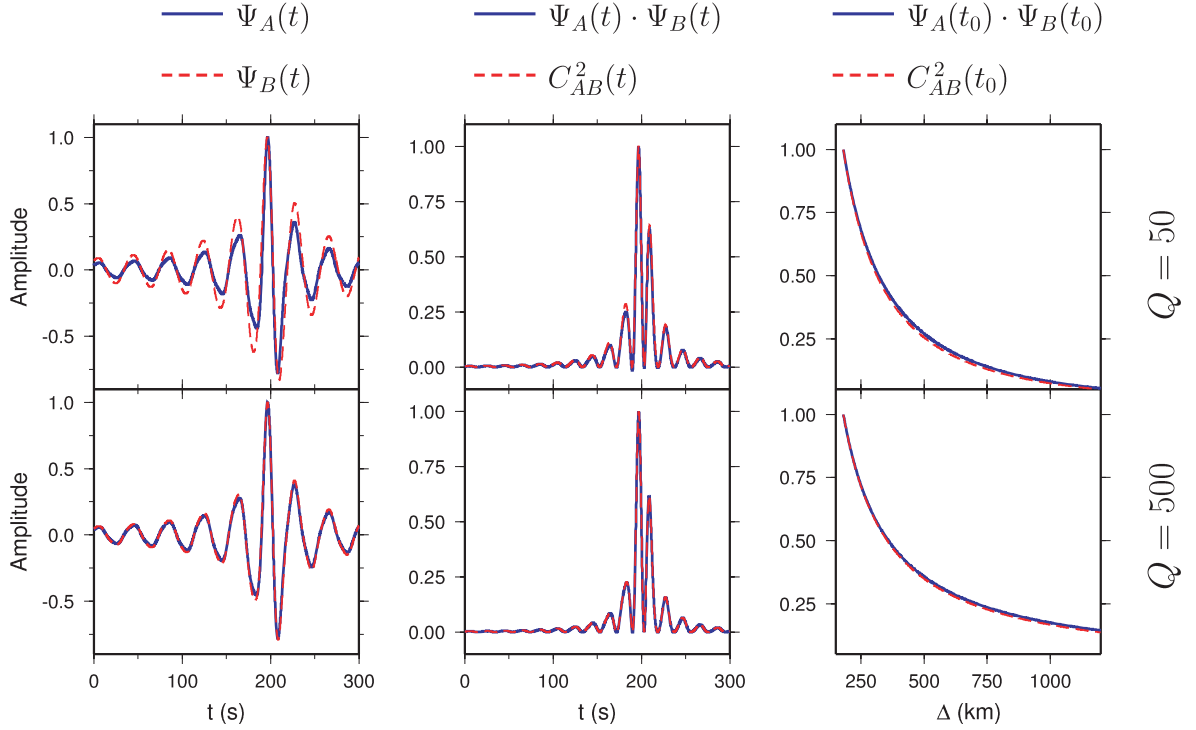 Ψ_A(t) Ψ_A(t) · Ψ_B(t) Ψ_A(t₀) · Ψ_B(t₀)
Ψ_B(t) C²_AB(t) C²_AB(t₀)
1.0 1.00 1.00
0.5 0.75 0.75
0.0 0.50 0.50
-0.5 0.25 0.25
0.00
Amplitude
Q = 50
1.0 1.00 1.00
0.5 0.75 0.75
0.0 0.50 0.50
-0.5 0.25 0.25
0.00
Amplitude
Q = 500
0 100 200 300 0 100 200 300 250 500 750 1000
t (s) t (s) Δ (km)